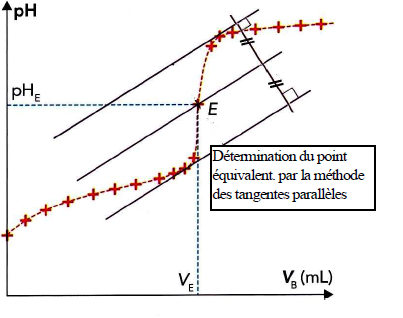 pH
pH_E
E
Détermination du point
équivalent. par la méthode
des tangentes parallèles
V_E
V_B (mL)